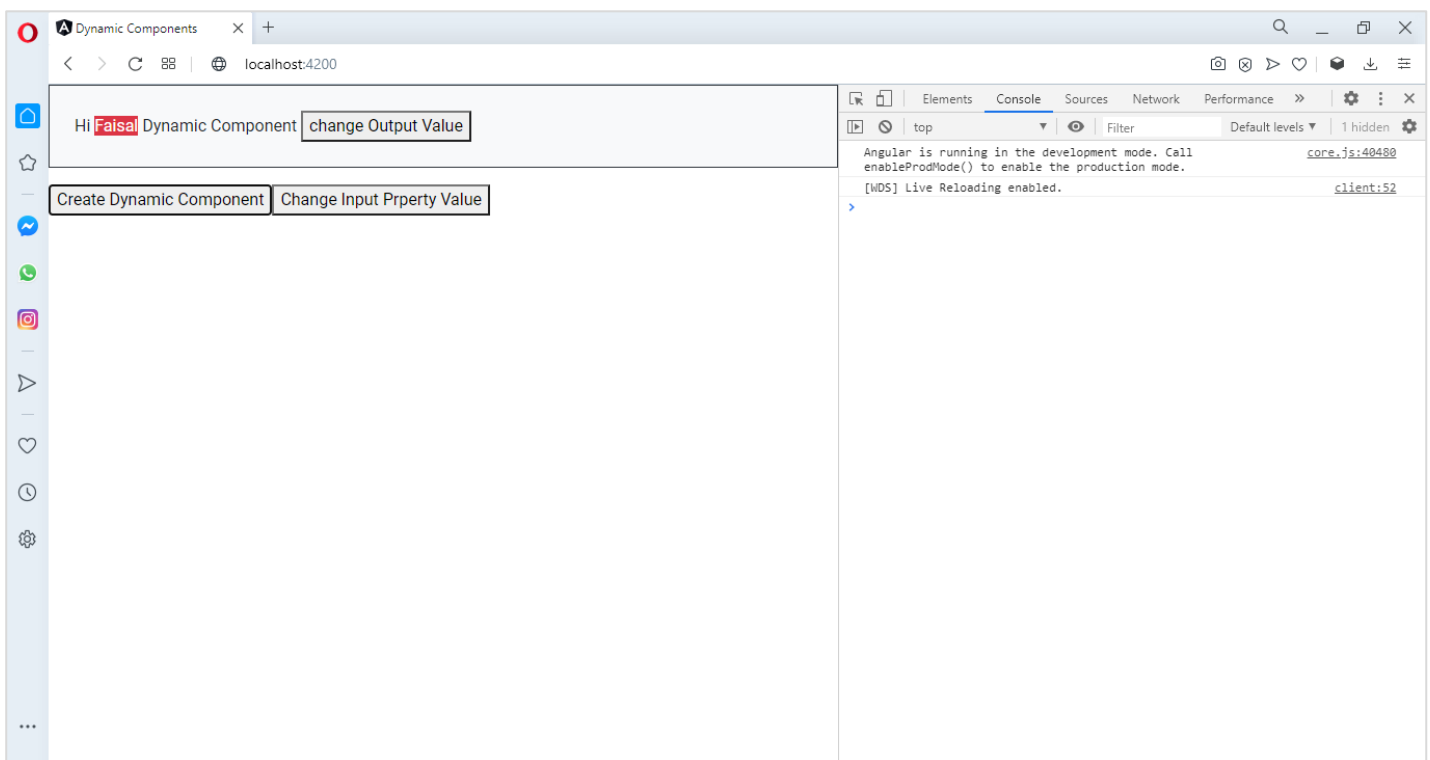 Dynamic Components
localhost:4200
Hi Faisal Dynamic Component change Output Value
Create Dynamic Component Change Input Prperty Value
Elements Console Sources Network Performance
top Filter Default levels 1 hidden
Angular is running in the development mode. Call core.js:40480
enableProdMode() to enable the production mode.
[WDS] Live Reloading enabled. client:52